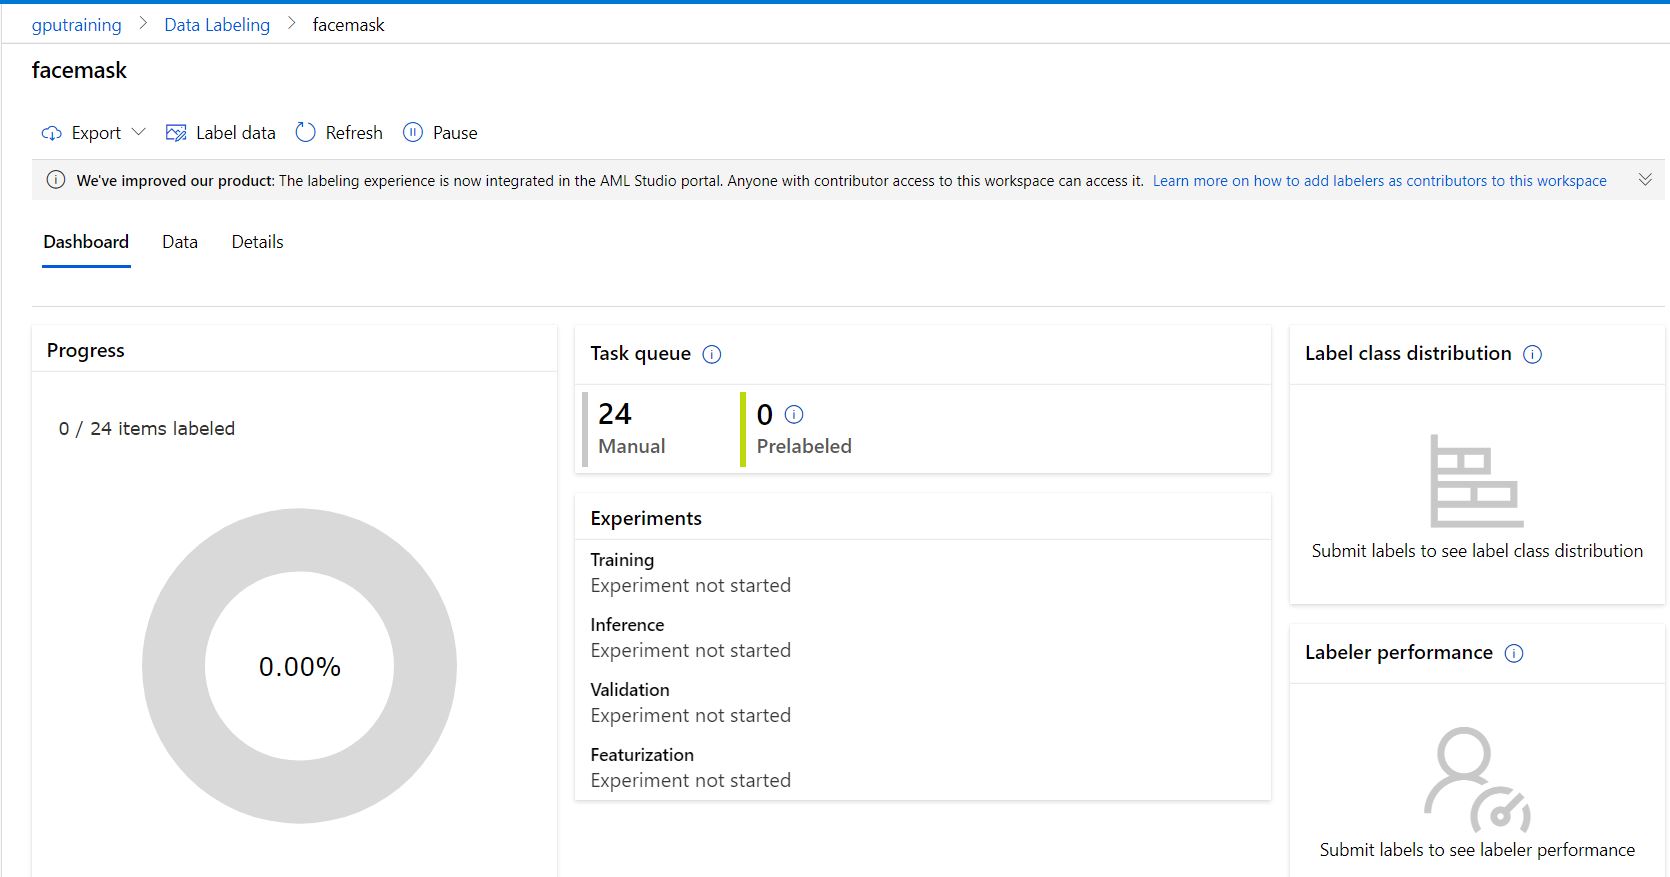 gputraining > Data Labeling > facemask
facemask
Export Label data Refresh Pause
We've improved our product: The labeling experience is now integrated in the AML Studio portal. Anyone with contributor access to this workspace can access it. Learn more on how to add labelers as contributors to this workspace
Dashboard Data Details
Progress
0 / 24 items labeled
0.00%
Task queue
24
Manual
0
Prelabeled
Experiments
Training
Experiment not started
Inference
Experiment not started
Validation
Experiment not started
Featurization
Experiment not started
Label class distribution
Submit labels to see label class distribution
Labeler performance
Submit labels to see labeler performance